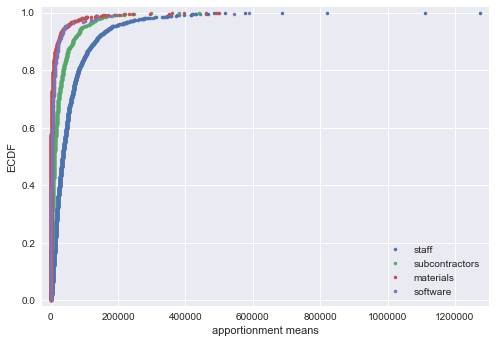 1.0
0.8
0.6
0.4
0.2
0.0
ECDF
staff
subcontractors
materials
software
0 200000 400000 600000 800000 1000000 1200000
apportionment means